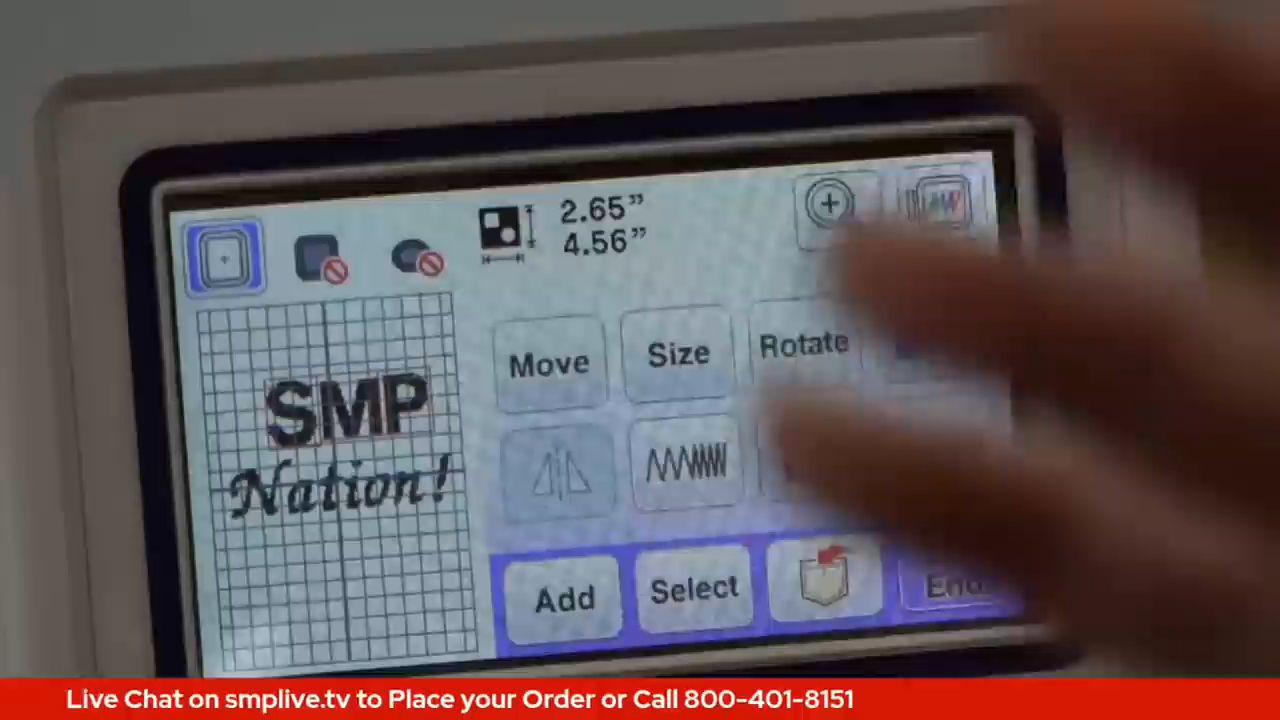 2.65”
4.56”
Move Size Rotate
SMP
Nation!
Add Select
Live Chat on smplive.tv to Place your Order or Call 800-401-8151